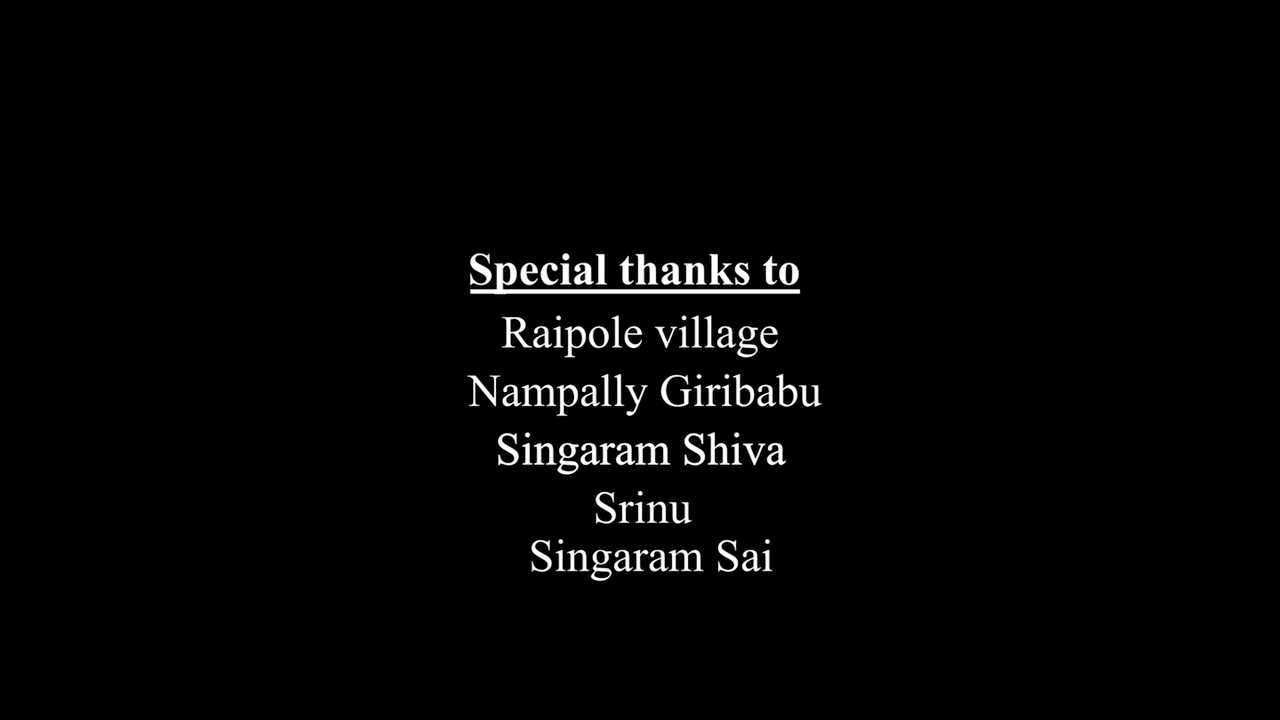 Special thanks to
Raipole village
Nampally Giribabu
Singaram Shiva
Srinu
Singaram Sai